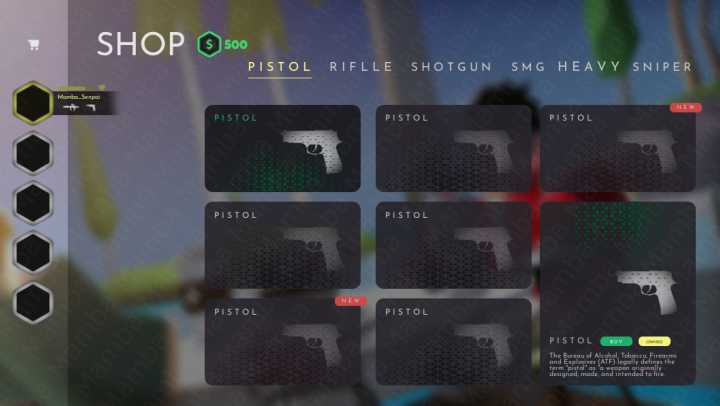 SHOP $ 500
PISTOL RIFLLE SHOTGUN SMG HEAVY SNIPER
Mamba_Senpai
PISTOL
PISTOL
PISTOL
NEW
PISTOL
PISTOL
PISTOL
NEW
PISTOL
PISTOL BUY OWNED
The Bureau of Alcohol, Tobacco, Firearms
and Explosives (ATF) legally defines the
term "pistol" as "a weapon originally
designed, made, and intended to fire.